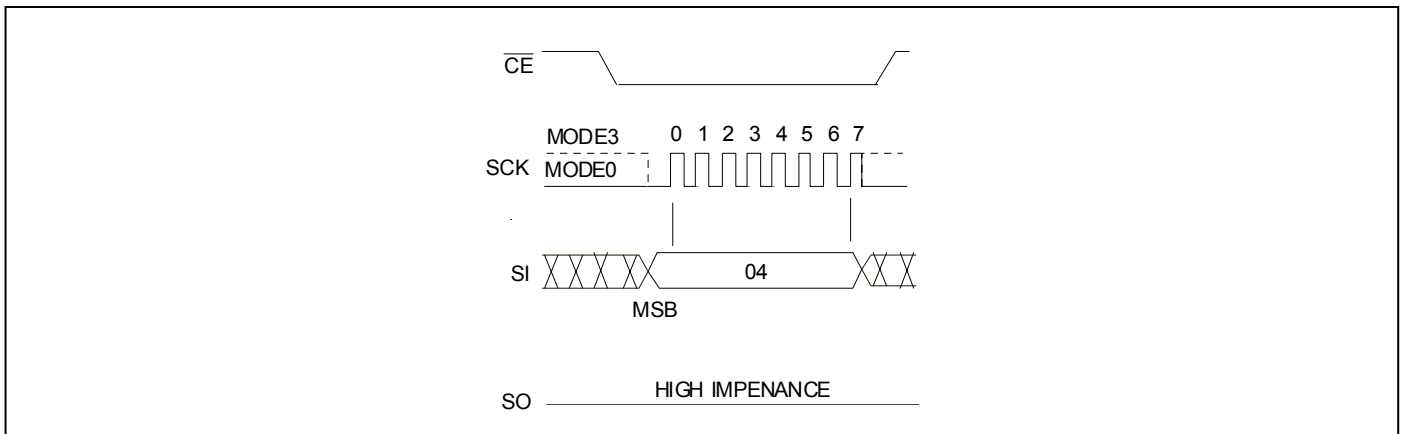 CE
MODE3 0 1 2 3 4 5 6 7
SCK MODE0
SI 04
MSB
SO HIGH IMPENANCE